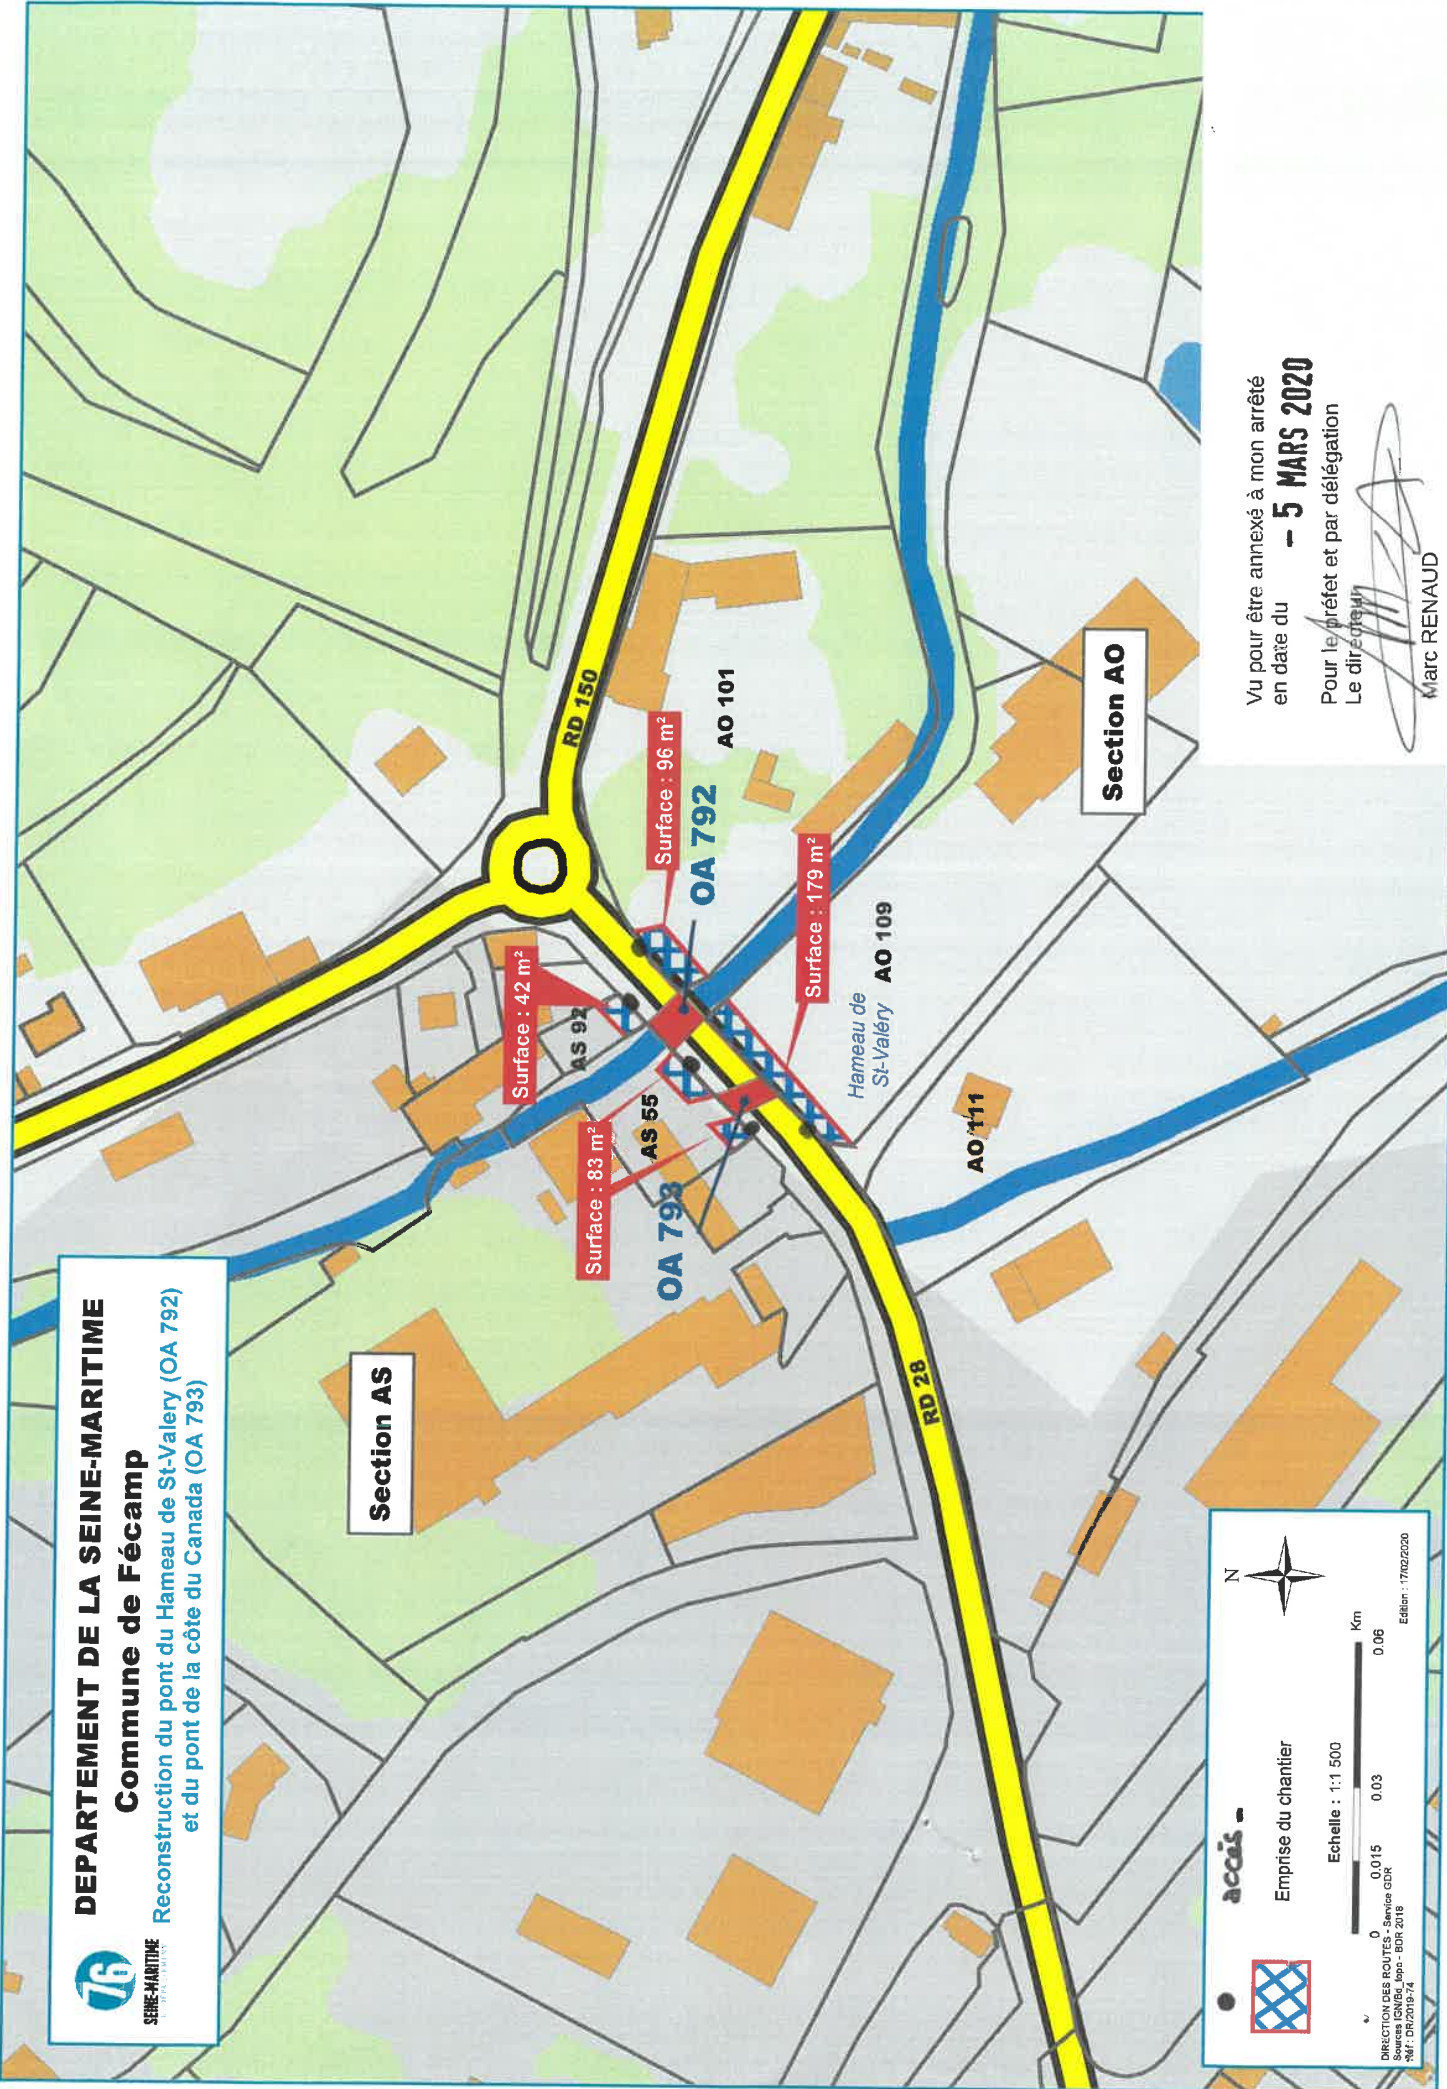 DEPARTEMENT DE LA SEINE-MARITIME
Commune de Fécamp
Reconstruction du pont du Hameau de St-Valery (OA 792)
et du pont de la côte du Canada (OA 793)
76
SEINE-MARITIME
Section AS
RD 150
Surface : 96 m²
AO 101
OA 792
Surface : 42 m²
AS 92
Surface : 179 m²
Surface : 83 m²
AS 55
OA 793
Hameau de
St-Valéry
AO 109
AO 111
Section AO
RD 28
accès -
Emprise du chantier
N
Echelle : 1:1 500
0 0.015 0.03 0.06
Km
DIRECTION DES ROUTES - Service GDR
Sources IGN/Bd_topo - BDR 2018
Réf : DR/2019-74
Edition : 17/02/2020
Vu pour être annexé à mon arrêté
en date du - 5 MARS 2020
Pour le préfet et par délégation
Le directeur
Marc RENAUD